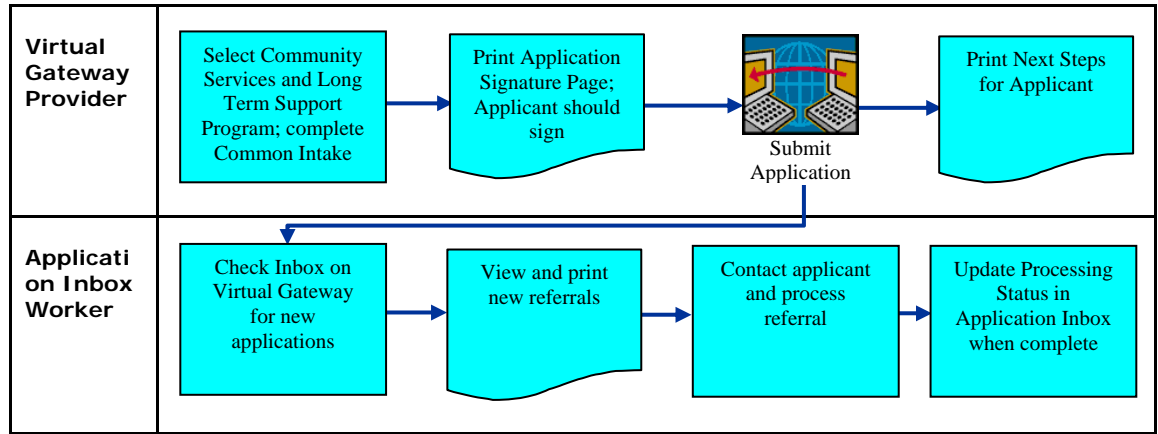 Virtual
Gateway
Provider
Select Community
Services and Long
Term Support
Program; complete
Common Intake
Print Application
Signature Page;
Applicant should
sign
Submit
Application
Print Next Steps
for Applicant
Applicati
on Inbox
Worker
Check Inbox on
Virtual Gateway
for new
applications
View and print
new referrals
Contact applicant
and process
referral
Update Processing
Status in
Application Inbox
when complete